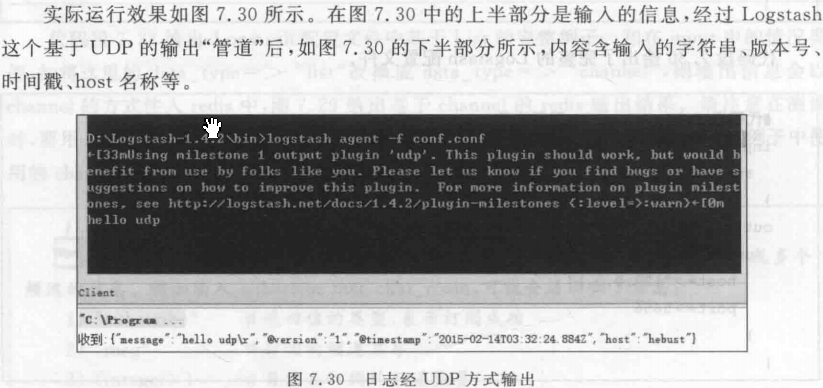 实际运行效果如图 7.30 所示。在图 7.30 中的上半部分是输入的信息,经过 Logstash
这个基于 UDP 的输出“管道”后,如图 7.30 的下半部分所示,内容含输入的字符串、版本号、
时间戳、host 名称等。
D:\Logstash-1.4.2\bin>logstash agent -f conf.conf
←[33mUsing milestone 1 output plugin 'udp'. This plugin should work, but would b
enefit from use by folks like you. Please let us know if you find bugs or have s
uggestions on how to improve this plugin.  For more information on plugin milest
ones, see http://logstash.net/docs/1.4.2/plugin-milestones {:level=>:warn}←[0m
hello udp
Client
"C:\Program ...
收到:{"message":"hello udp\r","@version":"1","@timestamp":"2015-02-14T03:32:24.884Z","host":"hebust"}
图 7.30 日志经 UDP 方式输出